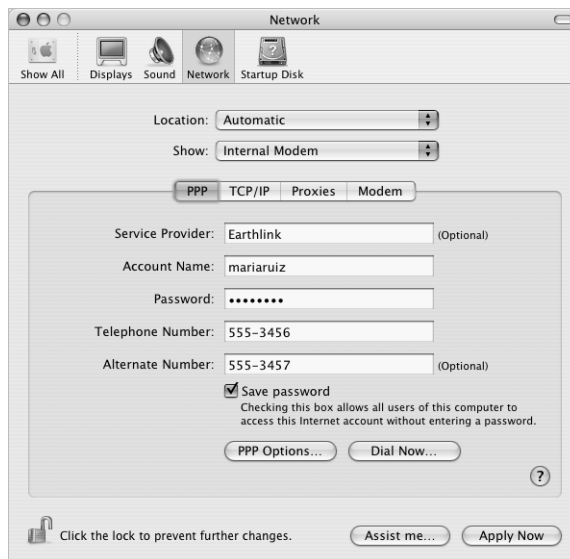 Network
Show All Displays Sound Network Startup Disk
Location: Automatic
Show: Internal Modem
PPP TCP/IP Proxies Modem
Service Provider: Earthlink (Optional)
Account Name: mariaruiz
Password: ••••••••
Telephone Number: 555-3456
Alternate Number: 555-3457 (Optional)
Save password
Checking this box allows all users of this computer to
access this Internet account without entering a password.
PPP Options... Dial Now...
?
Click the lock to prevent further changes. Assist me... Apply Now